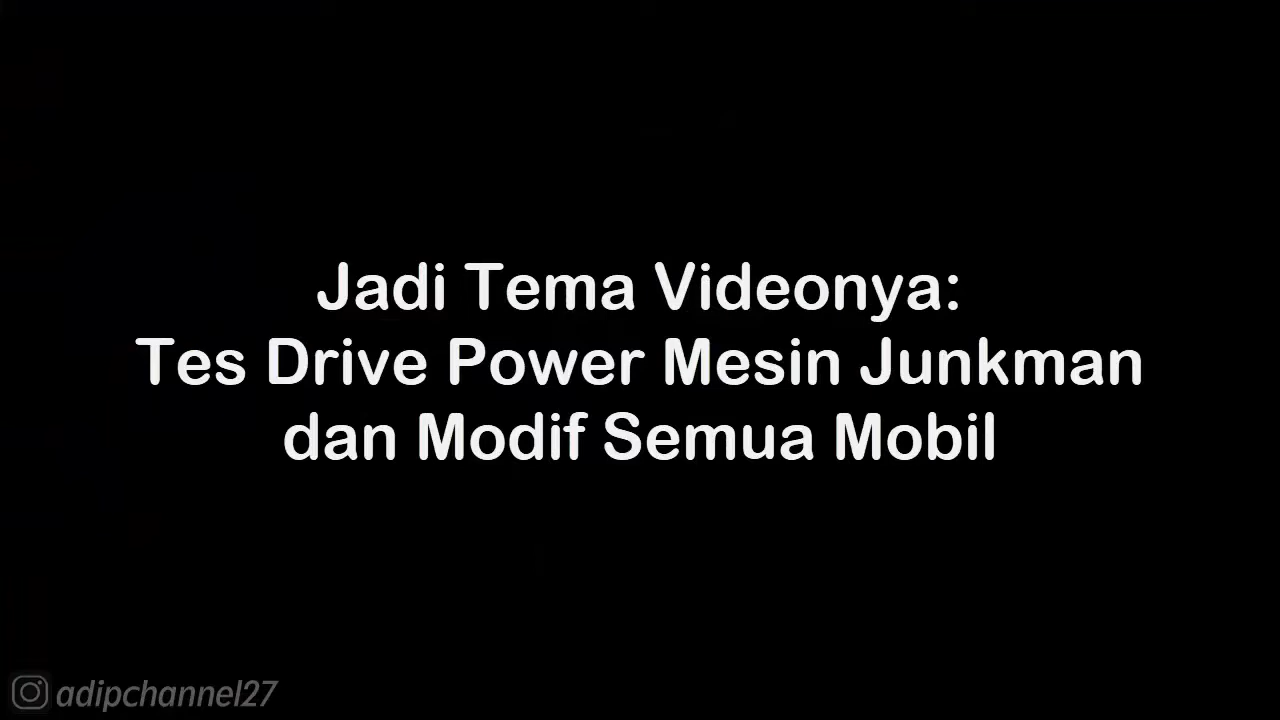 Jadi Tema Videonya:
Tes Drive Power Mesin Junkman
dan Modif Semua Mobil
adipchannel27